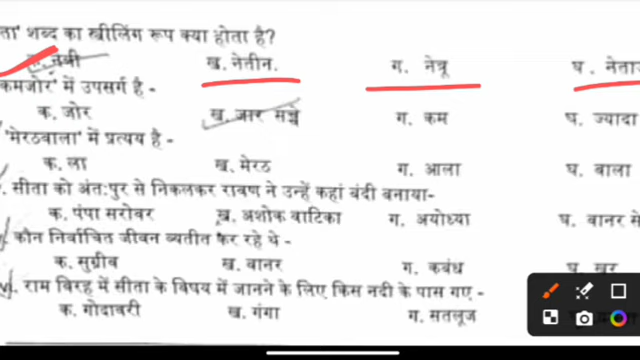 ता' शब्द का स्त्रीलिंग रूप क्या होता है?
ख. नेतीन. ग. नेत्रू घ. नेताउ
कमजोर' में उपसर्ग है -
क. जोर ख. जार ग. कम घ. ज्यादा
'मेरठवाला' में प्रत्यय है -
क. ला ख. मेरठ ग. आला घ. वाला
सीता को अंतःपुर से निकलकर रावण ने उन्हें कहां बंदी बनाया-
क. पंपा सरोवर ख. अशोक वाटिका ग. अयोध्या घ. वानर से
कौन निर्वाचित जीवन व्यतीत कर रहे थे -
क. सुग्रीव ख. वानर ग. कबंध घ. खर
राम विरह में सीता के विषय में जानने के लिए किस नदी के पास गए -
क. गोदावरी ख. गंगा ग. सतलूज